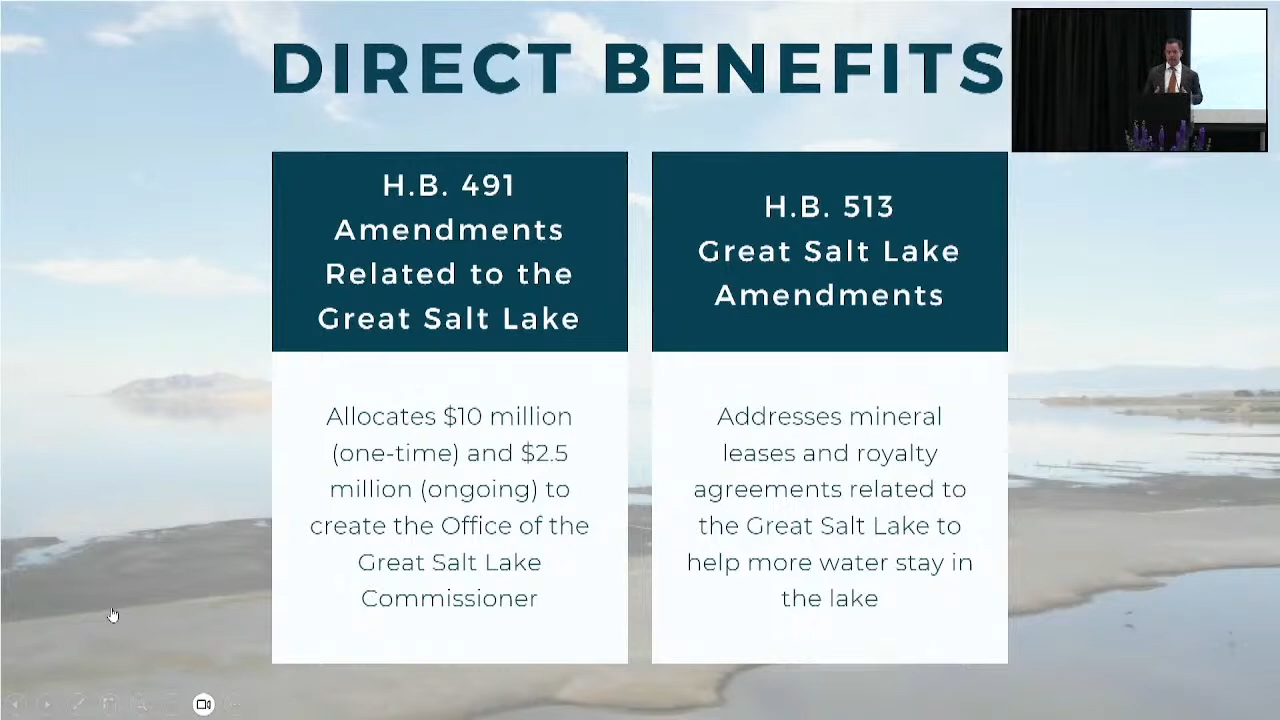 DIRECT BENEFITS
H.B. 491
Amendments
Related to the
Great Salt Lake
Allocates $10 million
(one-time) and $2.5
million (ongoing) to
create the Office of the
Great Salt Lake
Commissioner
H.B. 513
Great Salt Lake
Amendments
Addresses mineral
leases and royalty
agreements related to
the Great Salt Lake to
help more water stay in
the lake